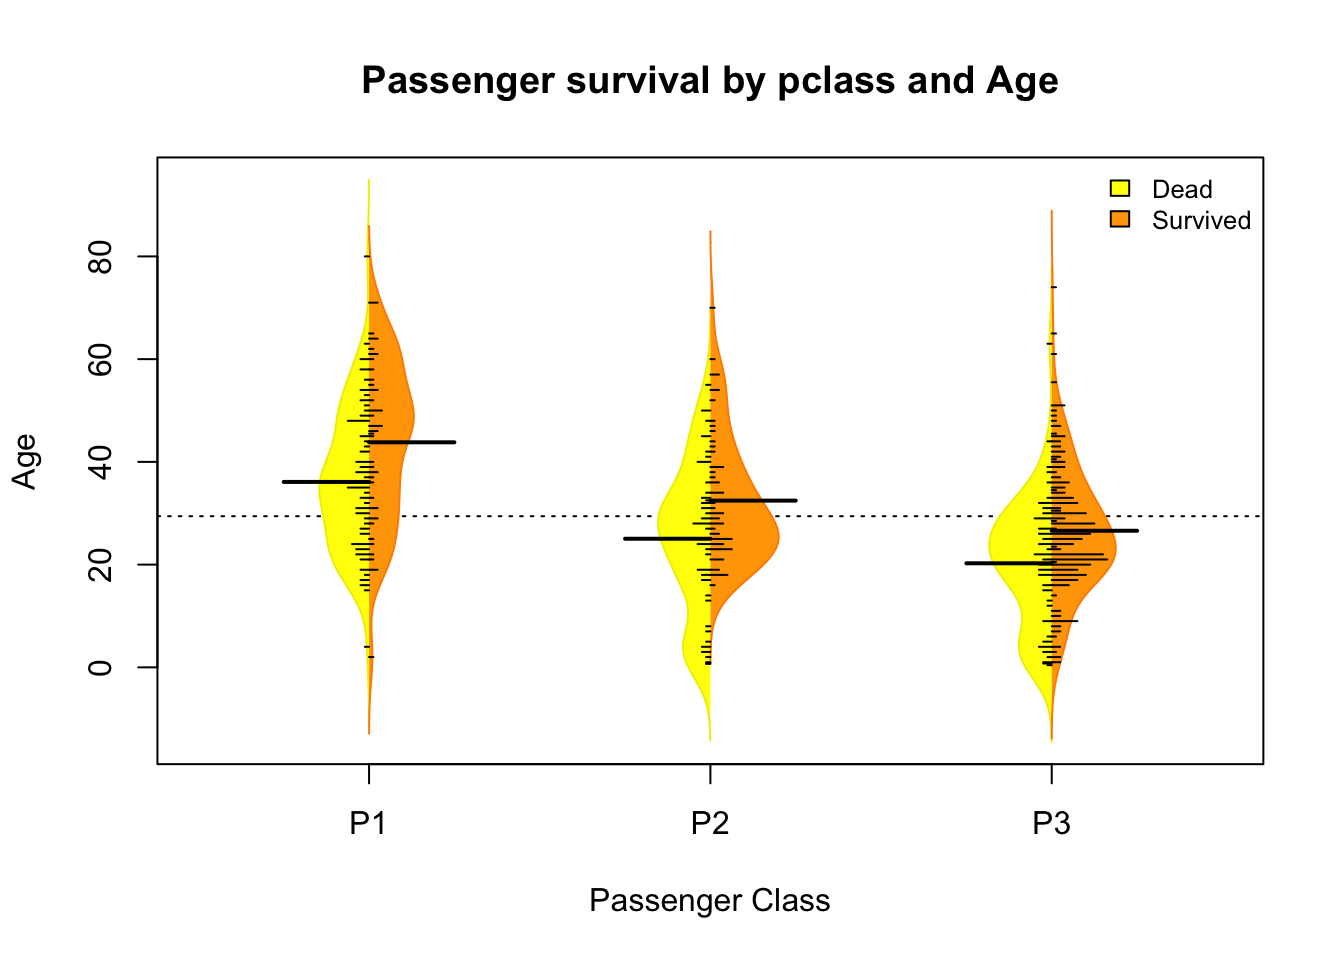 Passenger survival by pclass and Age
Dead
Survived
80
60
40
20
0
Age
P1 P2 P3
Passenger Class